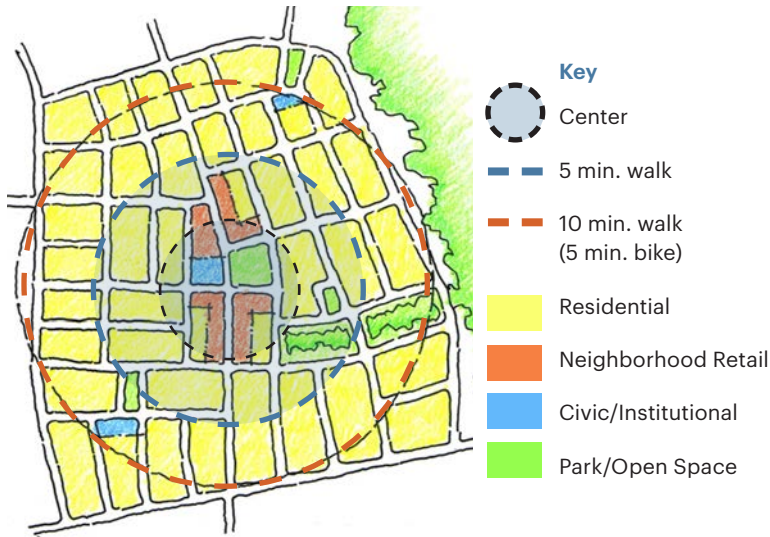 Key
Center
5 min. walk
10 min. walk
(5 min. bike)
Residential
Neighborhood Retail
Civic/Institutional
Park/Open Space